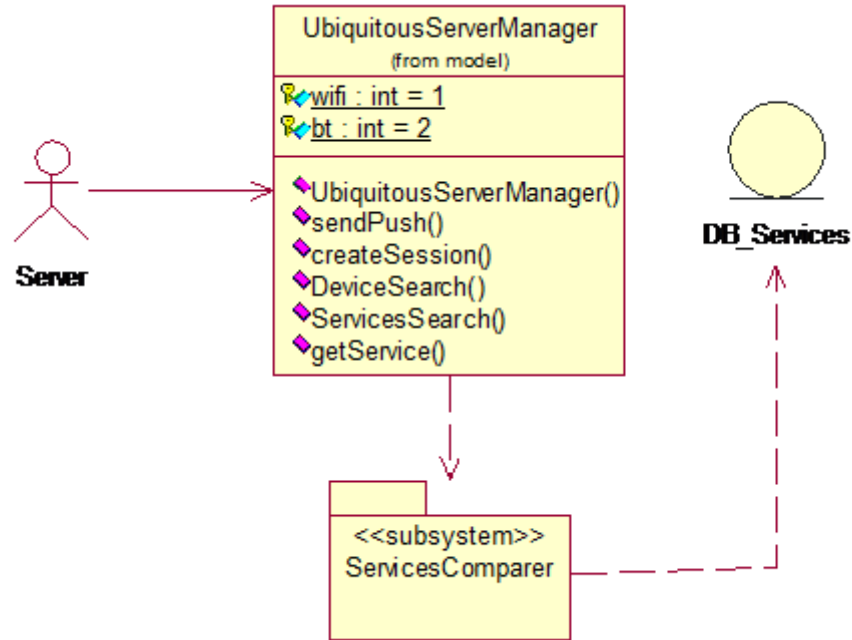 UbiquitousServerManager
(from model)
wifi : int = 1
bt : int = 2
UbiquitousServerManager()
sendPush()
createSession()
DeviceSearch()
ServicesSearch()
getService()
Server
DB_Services
<<subsystem>>
ServicesComparer